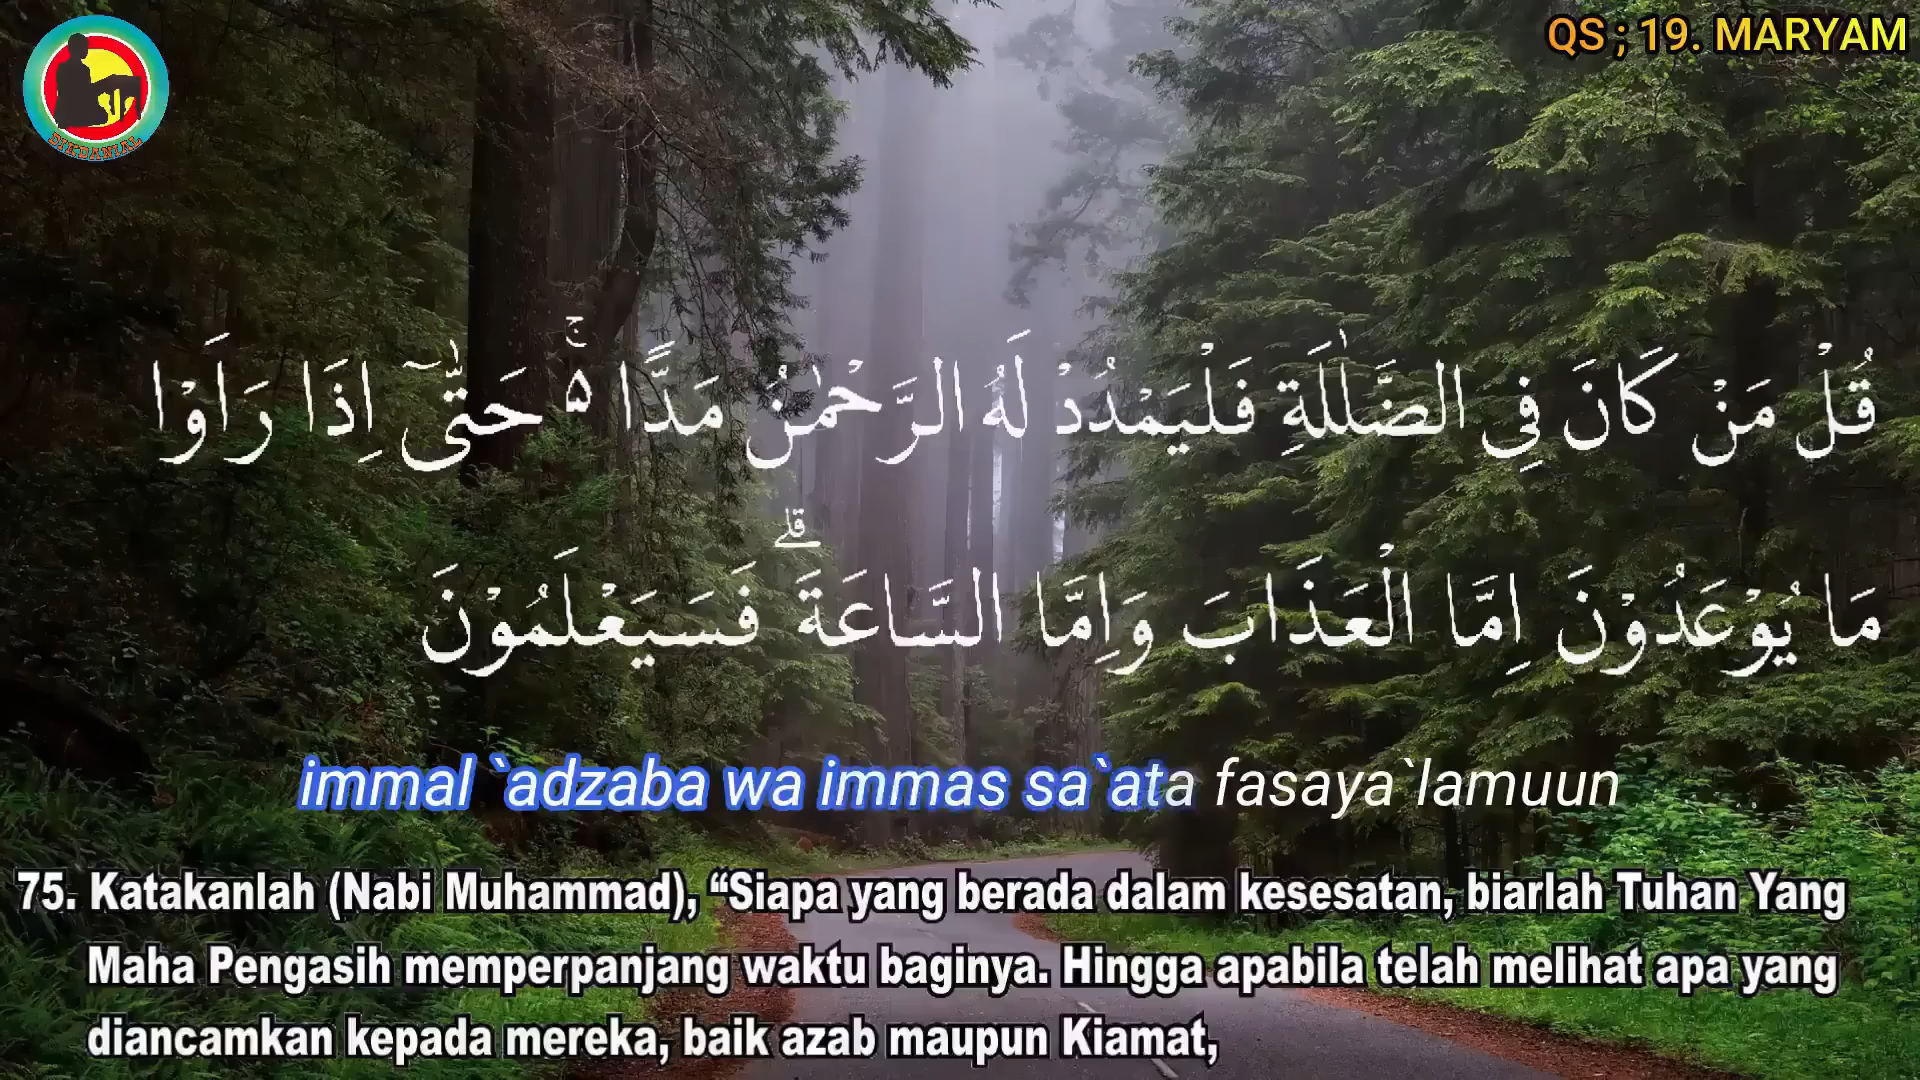 QS ; 19. MARYAM
DIKDANIAL
قُلْ مَنْ كَانَ فِى الضَّلٰلَةِ فَلْيَمْدُدْ لَهُ الرَّحْمٰنُ مَدًّا ەۚ حَتّٰىٓ اِذَا رَاَوْا
مَا يُوْعَدُوْنَ اِمَّا الْعَذَابَ وَاِمَّا السَّاعَةَ ۗ فَسَيَعْلَمُوْنَ
immal `adzaba wa immas sa`ata fasaya`lamuun
75. Katakanlah (Nabi Muhammad), “Siapa yang berada dalam kesesatan, biarlah Tuhan Yang
Maha Pengasih memperpanjang waktu baginya. Hingga apabila telah melihat apa yang
diancamkan kepada mereka, baik azab maupun Kiamat,